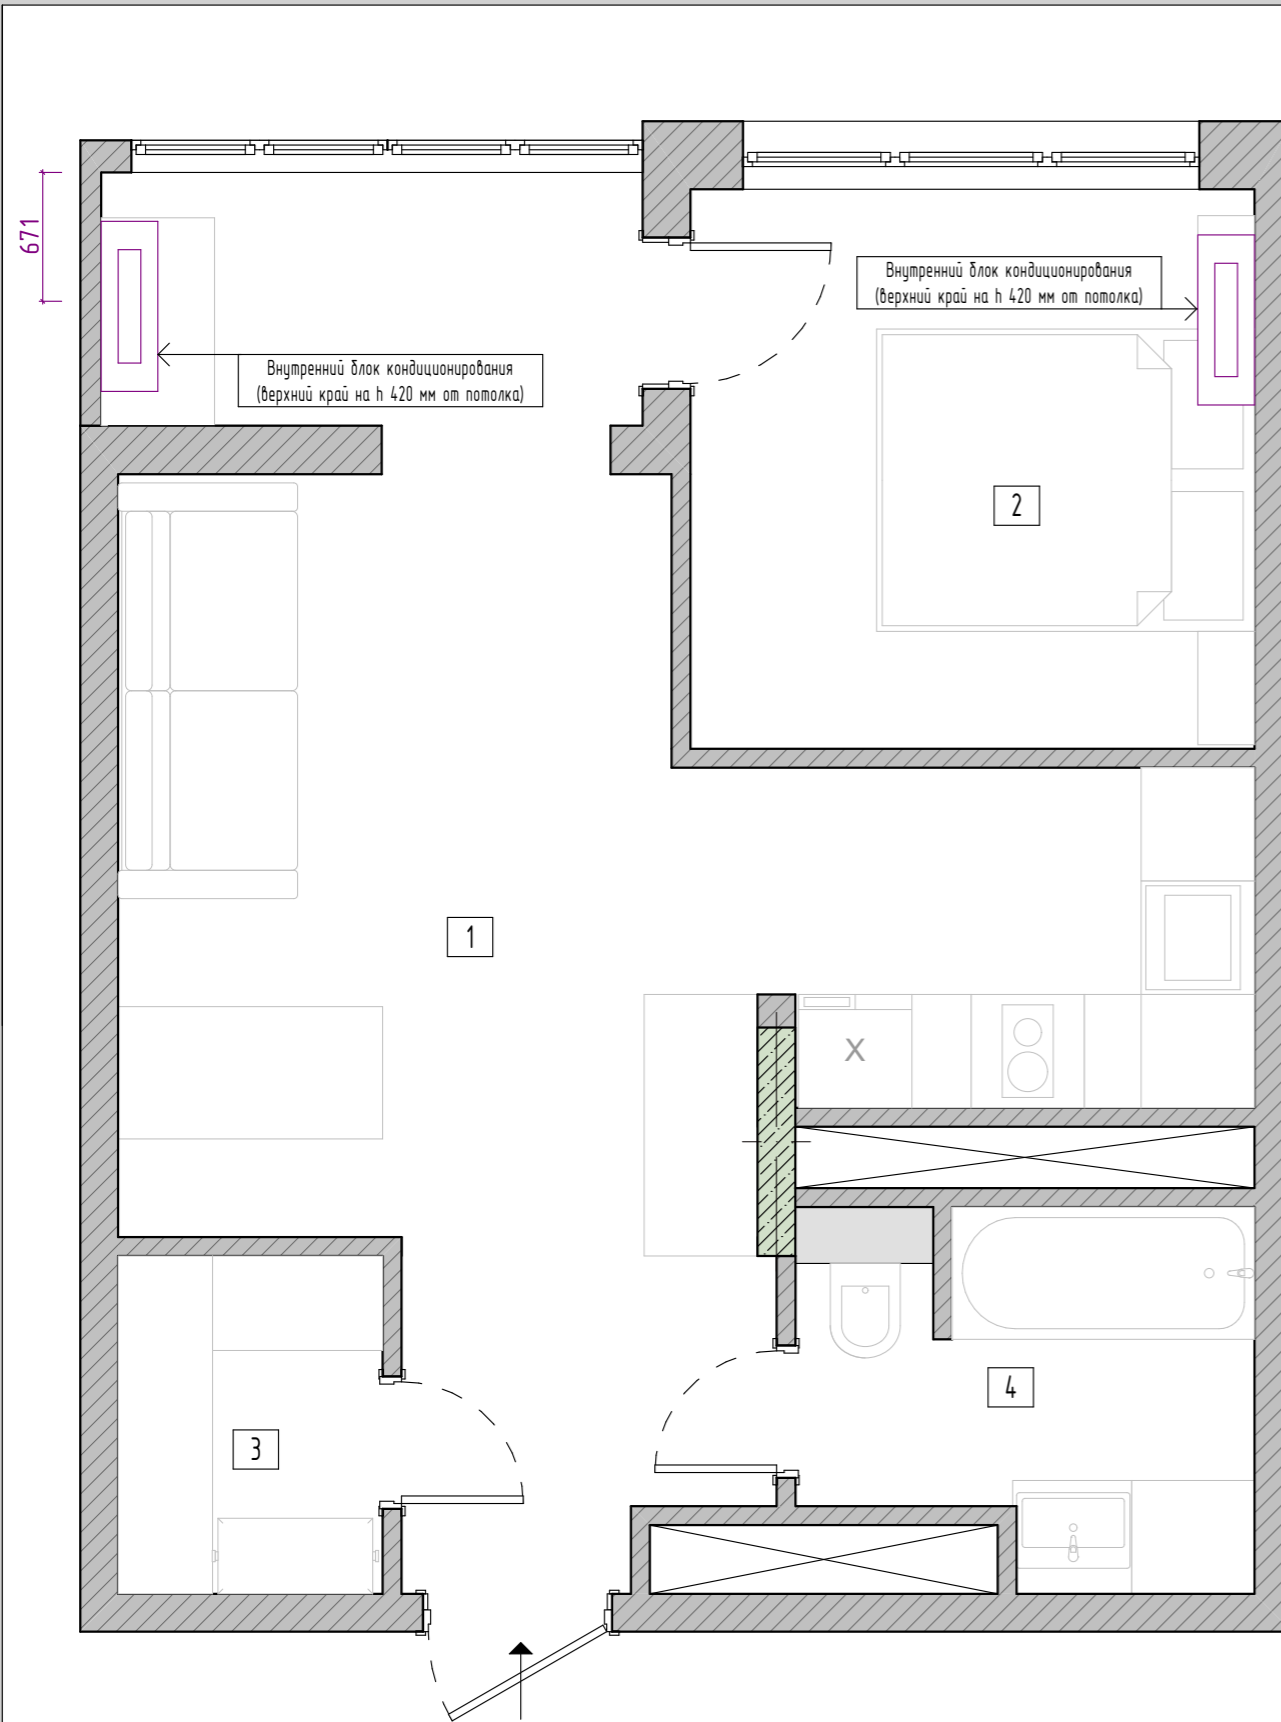 671
Внутренний блок кондиционирования
(верхний край на h 420 мм от потолка)
Внутренний блок кондиционирования
(верхний край на h 420 мм от потолка)
2
1
X
4
3